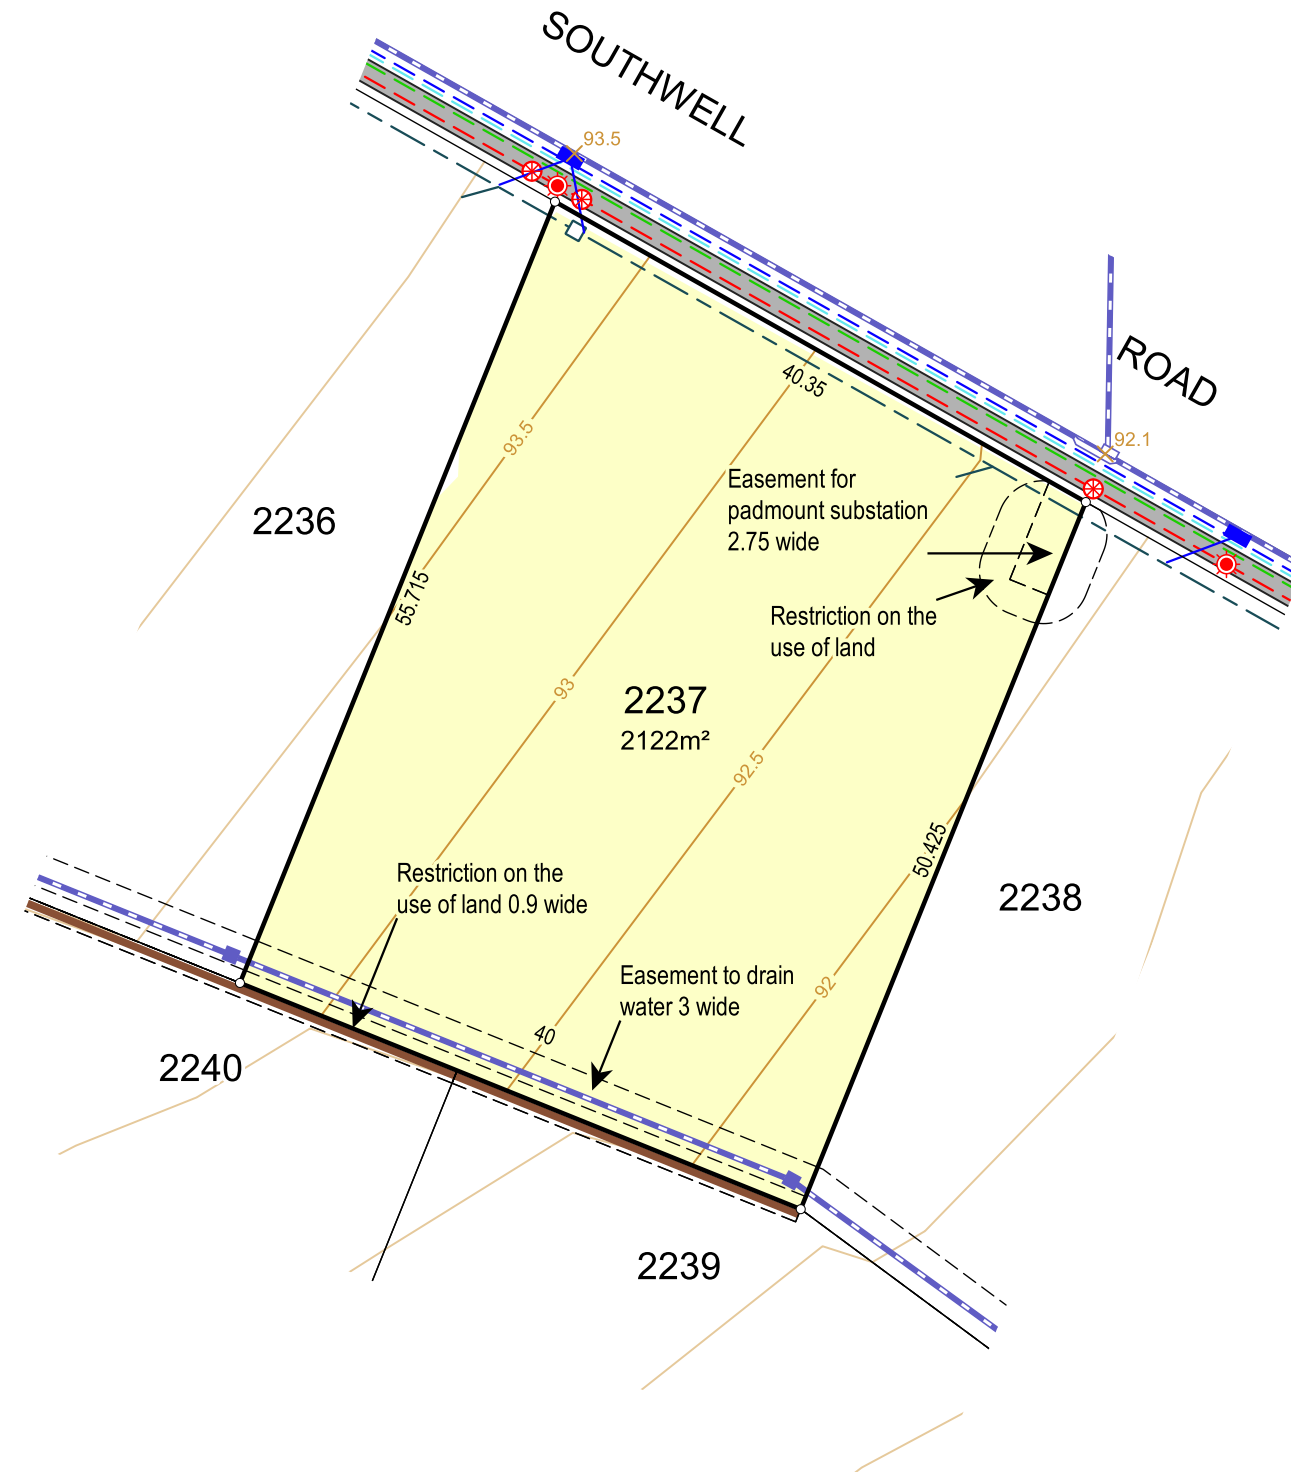 SOUTHWELL
93.5
ROAD
92.1
40.35
93.5
Easement for
padmount substation
2.75 wide
2236
55.715
Restriction on the
use of land
93
2237
2122m²
92.5
50.425
Restriction on the
use of land 0.9 wide
2238
Easement to drain
water 3 wide
92
40
2240
2239